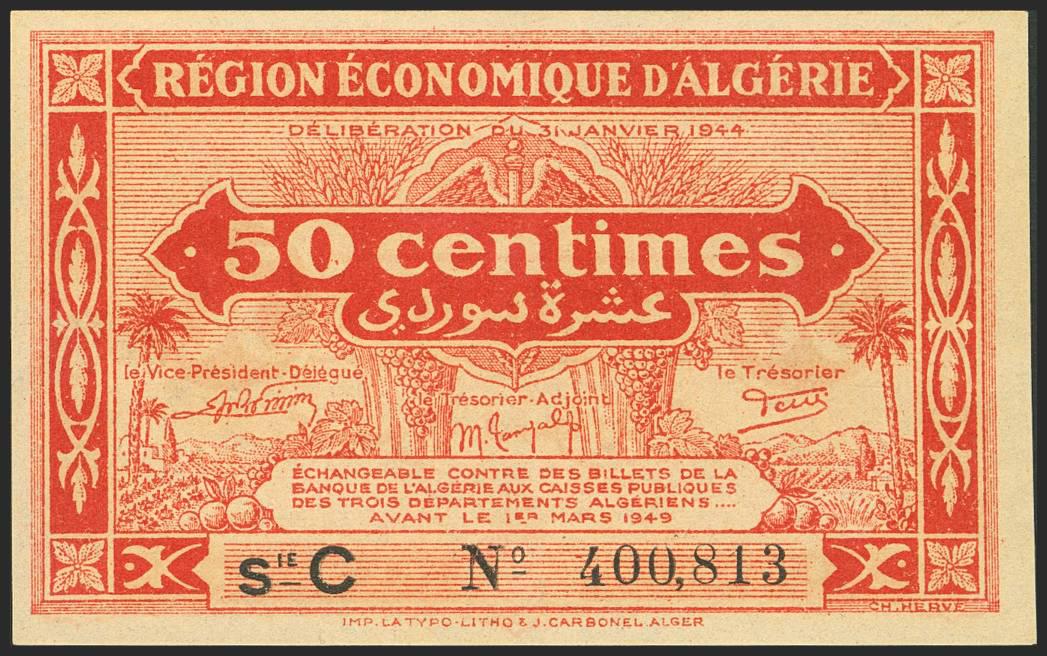 RÉGION ÉCONOMIQUE D'ALGÉRIE
DÉLIBÉRATION DU 31 JANVIER 1944
50 centimes
عشرة سوردي
le Vice-Président-Délégué
le Trésorier
le Trésorier-Adjoint
ÉCHANGEABLE CONTRE DES BILLETS DE LA
BANQUE DE L'ALGÉRIE AUX CAISSES PUBLIQUES
DES TROIS DÉPARTEMENTS ALGÉRIENS....
AVANT LE 1ER MARS 1949
SIE C Nº 400,813
CH. HERVÉ
IMP. LA TYPO-LITHO & J. CARBONEL. ALGER